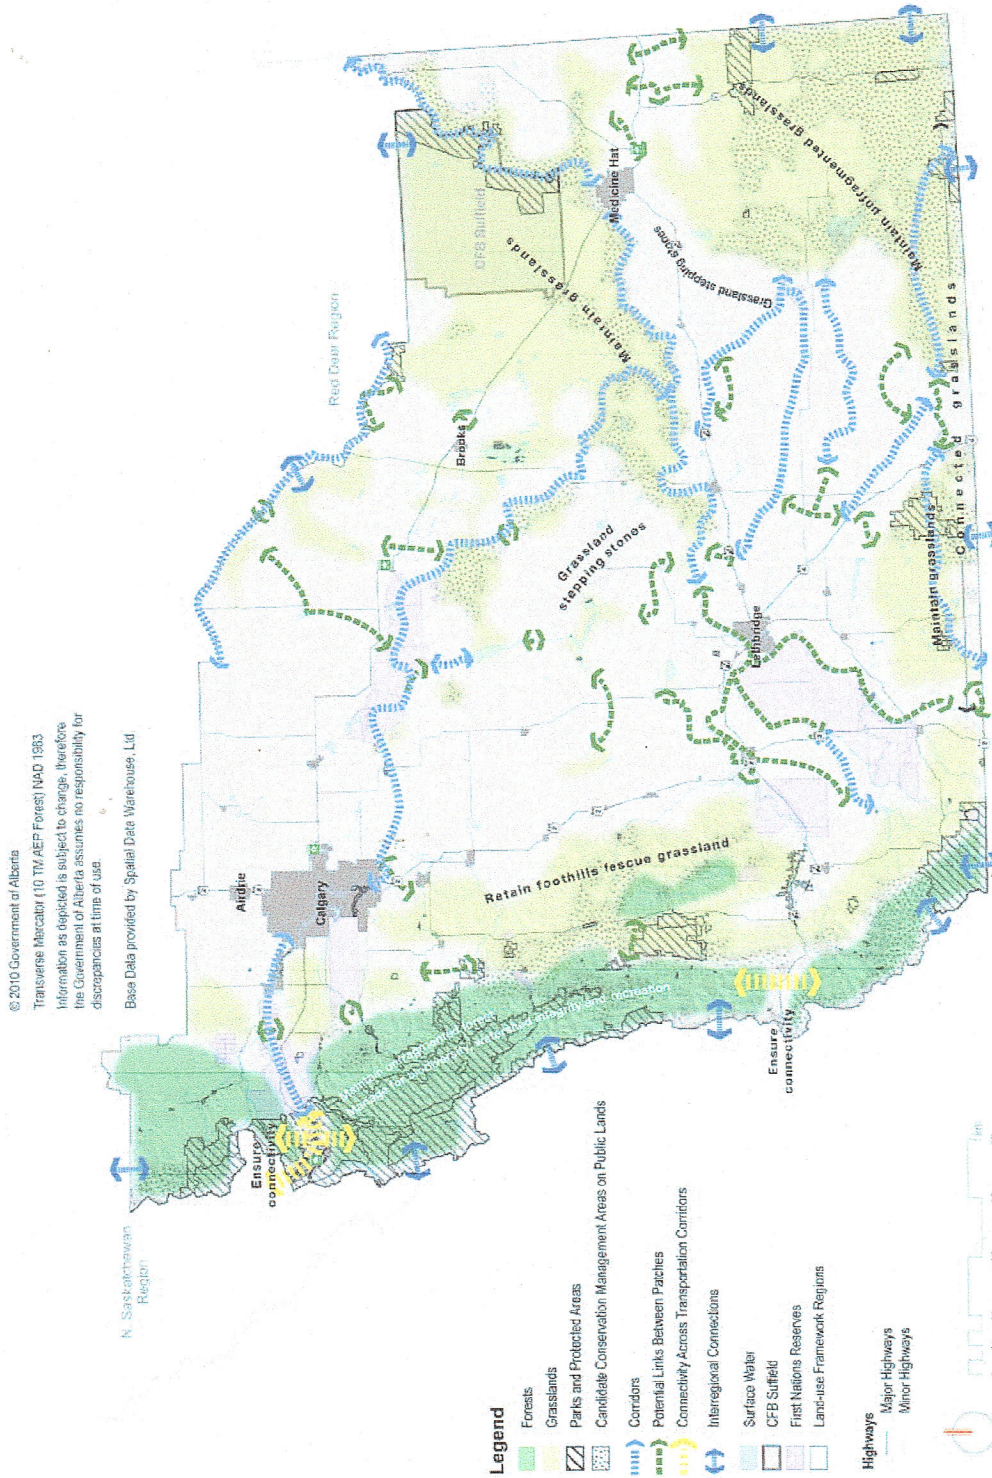 © 2010 Government of Alberta
Transverse Mercator (10 TM AEP Forest) NAD 1983
Information as depicted is subject to change, therefore
the Government of Alberta assumes no responsibility for
discrepancies at time of use.
Base Data provided by Spatial Data Warehouse, Ltd
N. Saskatchewan
Region
Red Deer Region
Airdrie
Calgary
Ensure
connectivity
Brooks
CFB Suffield
Maintain grasslands
Medicine Hat
Grassland stepping stones
Grassland
stepping stones
Retain foothills fescue grassland
Lethbridge
Ensure
connectivity
Maintain unfragmented grasslands
Maintain grasslands
Connected grasslands
Legend
Forests
Grasslands
Parks and Protected Areas
Candidate Conservation Management Areas on Public Lands
Corridors
Potential Links Between Patches
Connectivity Across Transportation Corridors
Interregional Connections
Surface Water
CFB Suffield
First Nations Reserves
Land-use Framework Regions
Highways
Major Highways
Minor Highways